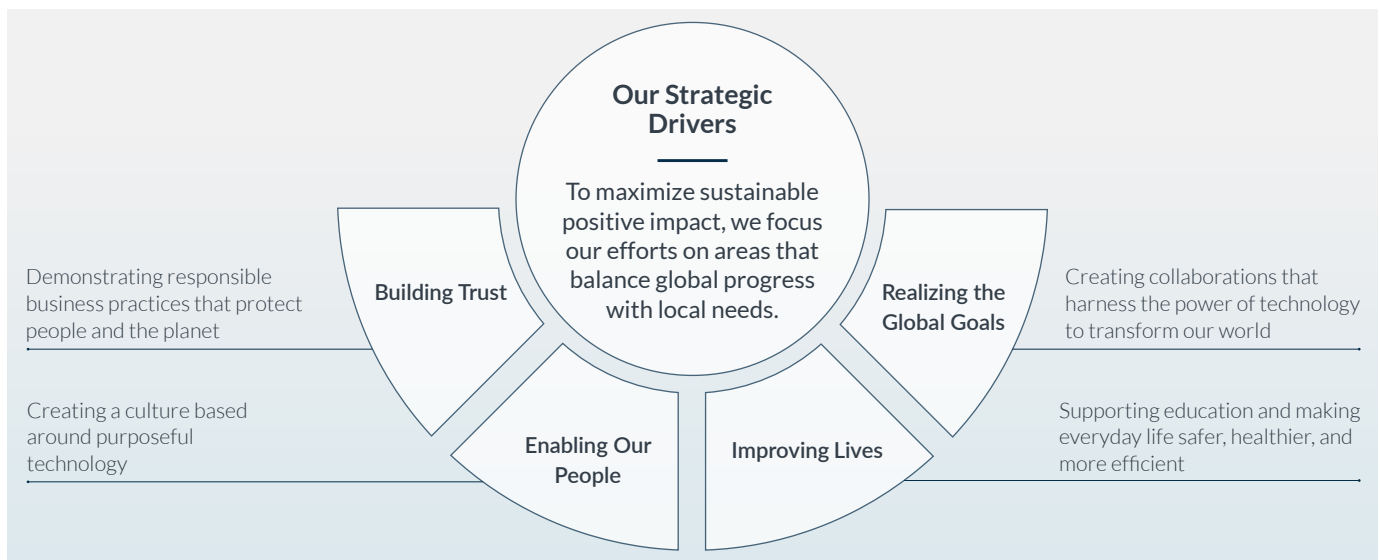 Our Strategic
Drivers
To maximize sustainable
positive impact, we focus
our efforts on areas that
balance global progress
with local needs.
Building Trust
Demonstrating responsible
business practices that protect
people and the planet
Enabling Our
People
Creating a culture based
around purposeful
technology
Improving Lives
Supporting education and making
everyday life safer, healthier, and
more efficient
Realizing the
Global Goals
Creating collaborations that
harness the power of technology
to transform our world